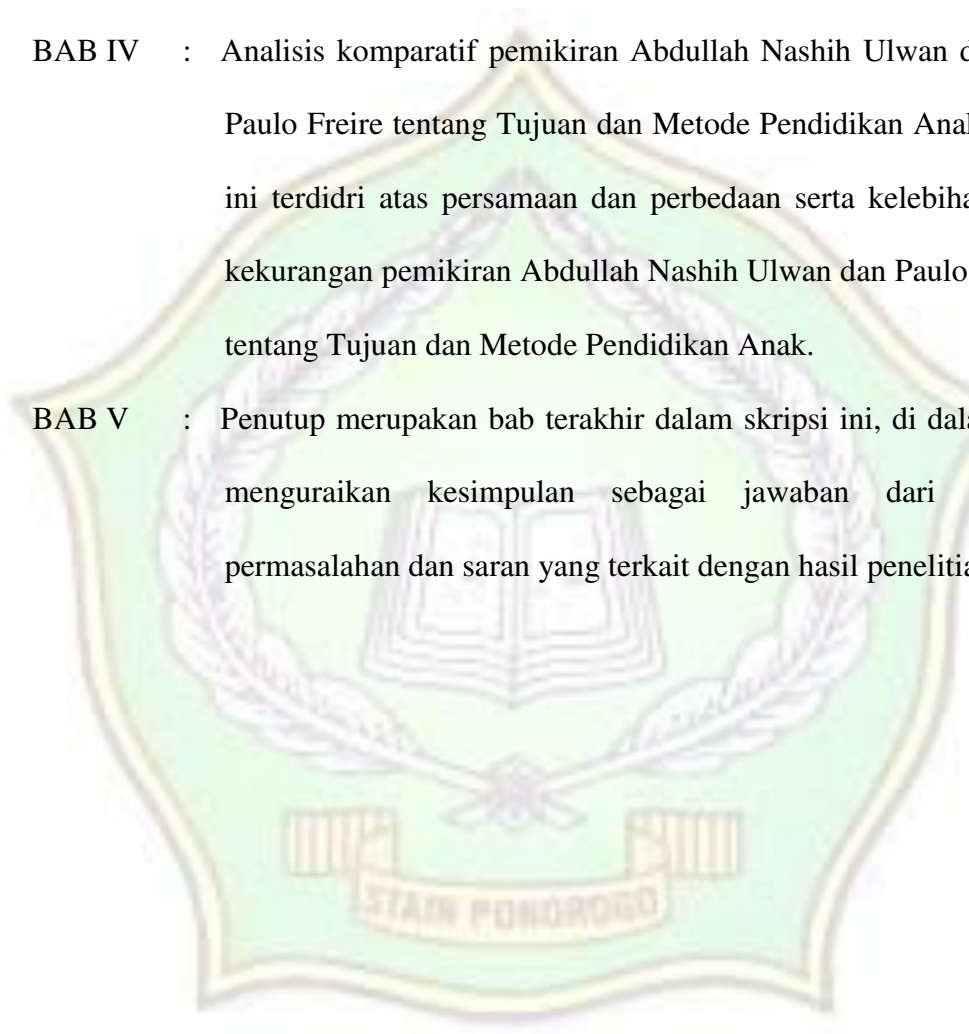 BAB IV : Analisis komparatif pemikiran Abdullah Nashih Ulwan
Paulo Freire tentang Tujuan dan Metode Pendidikan
ini terdidri atas persamaan dan perbedaan serta
kekurangan pemikiran Abdullah Nashih Ulwan dan Paulo
tentang Tujuan dan Metode Pendidikan Anak.
BAB V : Penutup merupakan bab terakhir dalam skripsi ini, di
menguraikan kesimpulan sebagai jawaban dari
permasalahan dan saran yang terkait dengan hasil
STAIN PONOROGO